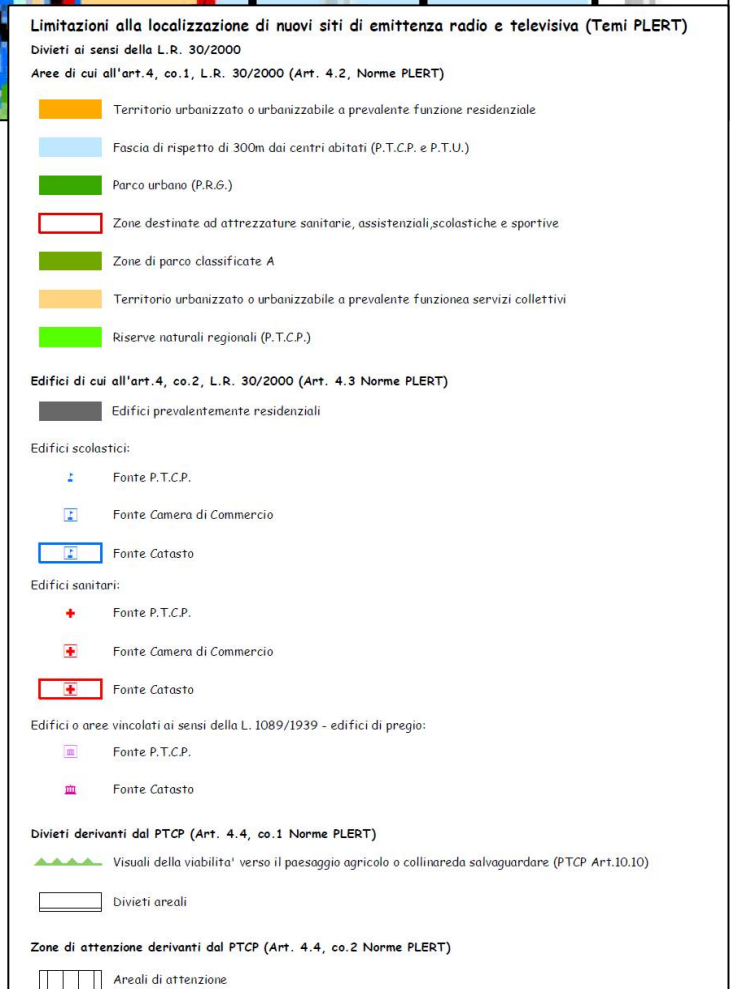 Limitazioni alla localizzazione di nuovi siti di emittenza radio e televisiva (Temi PLERT)
Divieti ai sensi della L.R. 30/2000
Aree di cui all'art.4, co.1, L.R. 30/2000 (Art. 4.2, Norme PLERT)
Territorio urbanizzato o urbanizzabile a prevalente funzione residenziale
Fascia di rispetto di 300m dai centri abitati (P.T.C.P. e P.T.U.)
Parco urbano (P.R.G.)
Zone destinate ad attrezzature sanitarie, assistenziali,scolastiche e sportive
Zone di parco classificate A
Territorio urbanizzato o urbanizzabile a prevalente funzionea servizi collettivi
Riserve naturali regionali (P.T.C.P.)
Edifici di cui all'art.4, co.2, L.R. 30/2000 (Art. 4.3 Norme PLERT)
Edifici prevalentemente residenziali
Edifici scolastici:
Fonte P.T.C.P.
Fonte Camera di Commercio
Fonte Catasto
Edifici sanitari:
Fonte P.T.C.P.
Fonte Camera di Commercio
Fonte Catasto
Edifici o aree vincolati ai sensi della L. 1089/1939 - edifici di pregio:
Fonte P.T.C.P.
Fonte Catasto
Divieti derivanti dal PTCP (Art. 4.4, co.1 Norme PLERT)
Visuali della viabilita' verso il paesaggio agricolo o collinareda salvaguardare (PTCP Art.10.10)
Divieti areali
Zone di attenzione derivanti dal PTCP (Art. 4.4, co.2 Norme PLERT)
Areali di attenzione